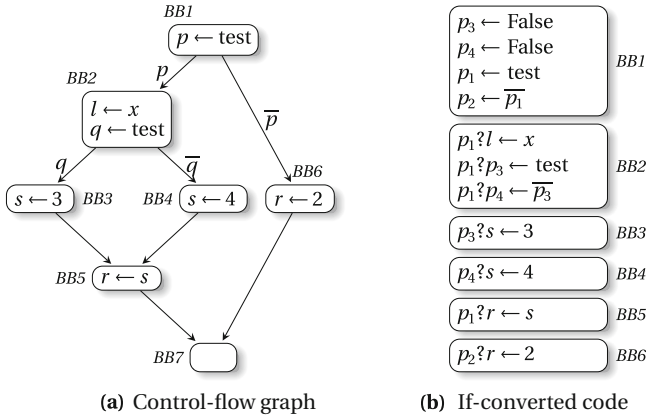 BB1
p ← test
p
p̅
BB2
l ← x
q ← test
q
q̅
BB6
s ← 3
BB3
BB4
s ← 4
r ← 2
BB5
r ← s
BB7
(a) Control-flow graph
p₃ ← False
p₄ ← False
p₁ ← test
p₂ ← p̅₁
BB1
p₁? l ← x
p₁? p₃ ← test
p₁? p₄ ← p̅₃
BB2
p₃? s ← 3
BB3
p₄? s ← 4
BB4
p₁? r ← s
BB5
p₂? r ← 2
BB6
(b) If-converted code